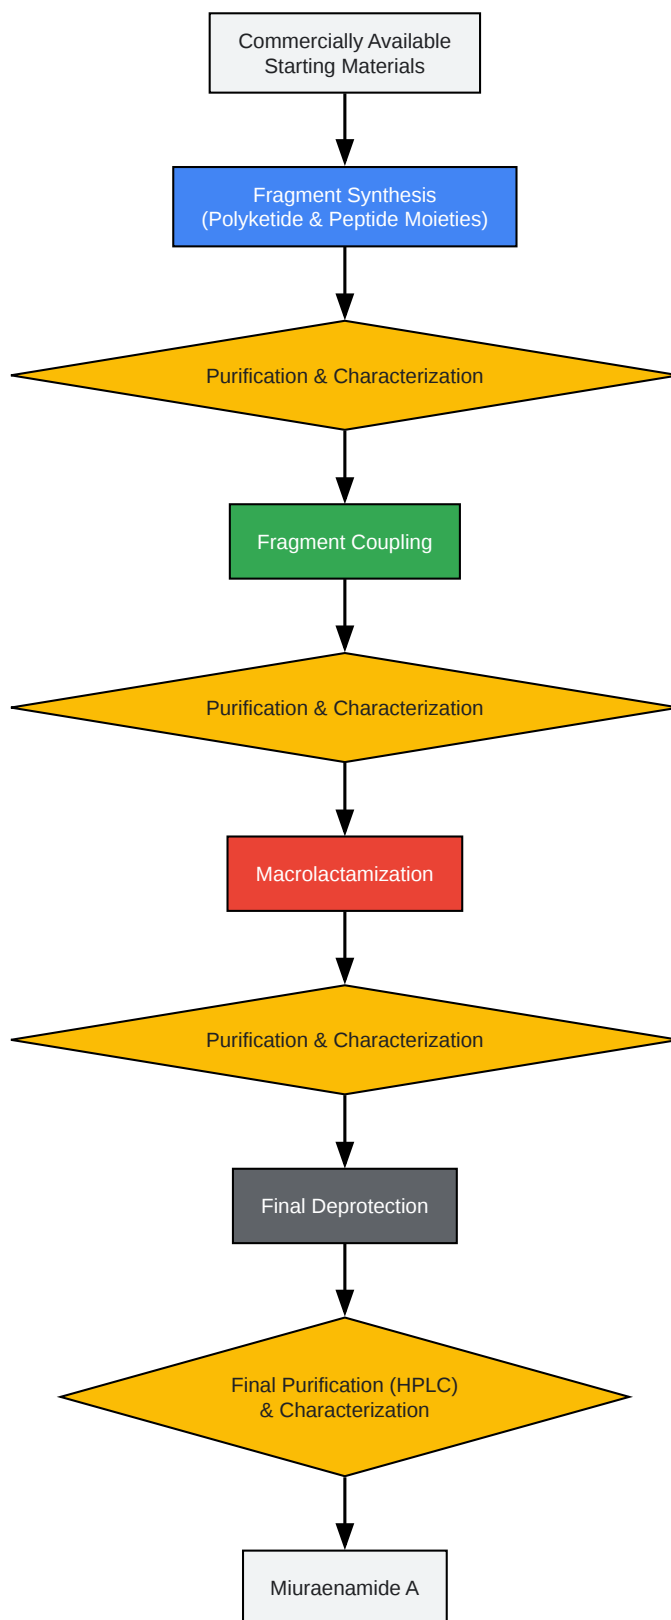 Commercially Available
Starting Materials
Fragment Synthesis
(Polyketide & Peptide Moieties)
Purification & Characterization
Fragment Coupling
Purification & Characterization
Macrolactamization
Purification & Characterization
Final Deprotection
Final Purification (HPLC)
& Characterization
Miuraenamide A